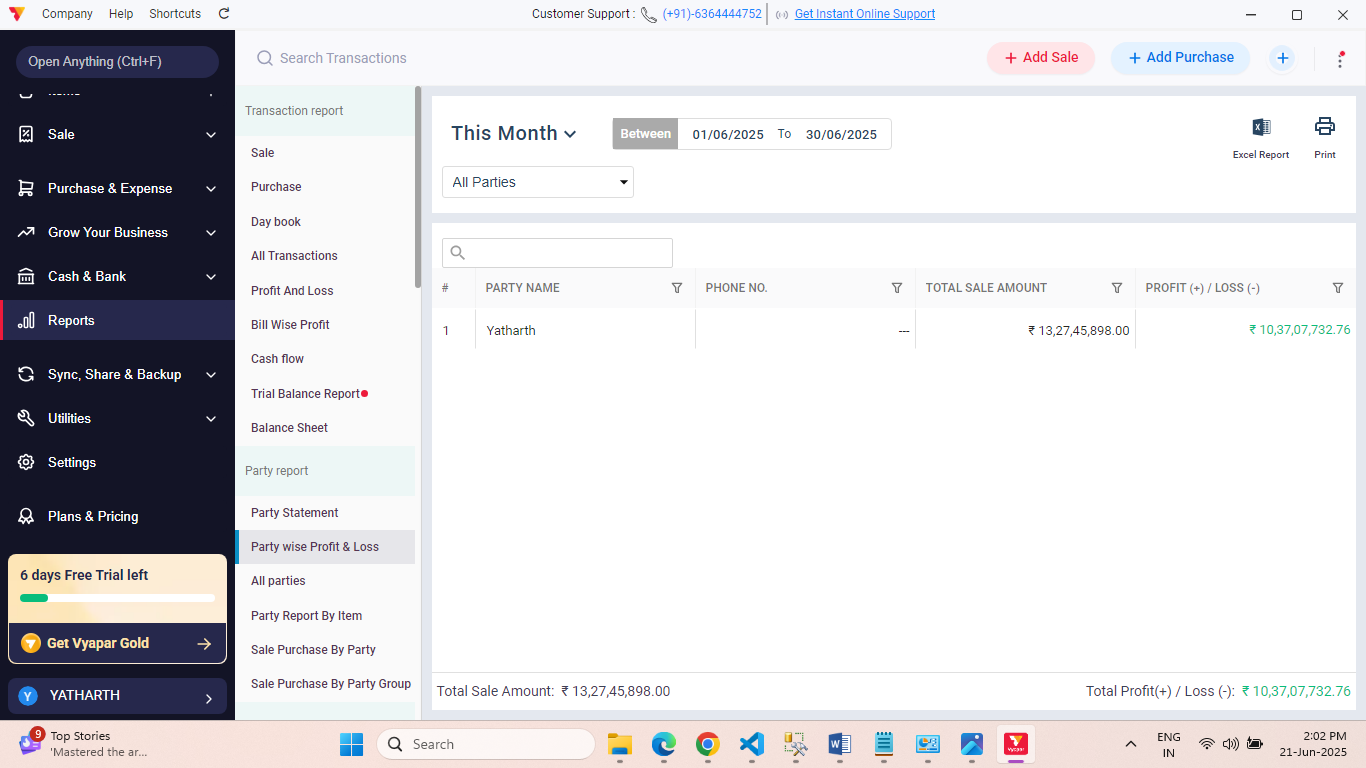 Company Help Shortcuts
Customer Support : (+91)-6364444752 Get Instant Online Support
Open Anything (Ctrl+F)
Sale
Purchase & Expense
Grow Your Business
Cash & Bank
Reports
Sync, Share & Backup
Utilities
Settings
Plans & Pricing
6 days Free Trial left
Get Vyapar Gold
Y YATHARTH
Search Transactions
Add Sale
Add Purchase
Transaction report
Sale
Purchase
Day book
All Transactions
Profit And Loss
Bill Wise Profit
Cash flow
Trial Balance Report
Balance Sheet
Party report
Party Statement
Party wise Profit & Loss
All parties
Party Report By Item
Sale Purchase By Party
Sale Purchase By Party Group
This Month
Between 01/06/2025 To 30/06/2025
Excel Report
Print
All Parties
# PARTY NAME PHONE NO. TOTAL SALE AMOUNT PROFIT (+) / LOSS (-)
1 Yatharth --- ₹ 13,27,45,898.00 ₹ 10,37,07,732.76
Total Sale Amount: ₹ 13,27,45,898.00 Total Profit(+) / Loss (-): ₹ 10,37,07,732.76
9
Top Stories
'Mastered the ar...
Search
Vyapar
ENG
IN
2:02 PM
21-Jun-2025